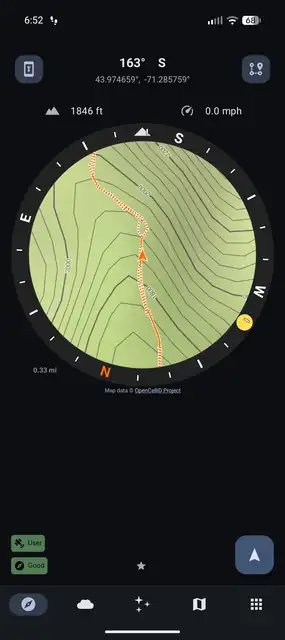 6:52
68
163° S
43.974659°, -71.285759°
1846 ft
0.0 mph
S
E
W
N
0.33 mi
Map data © OpenCellID Project
User
Good